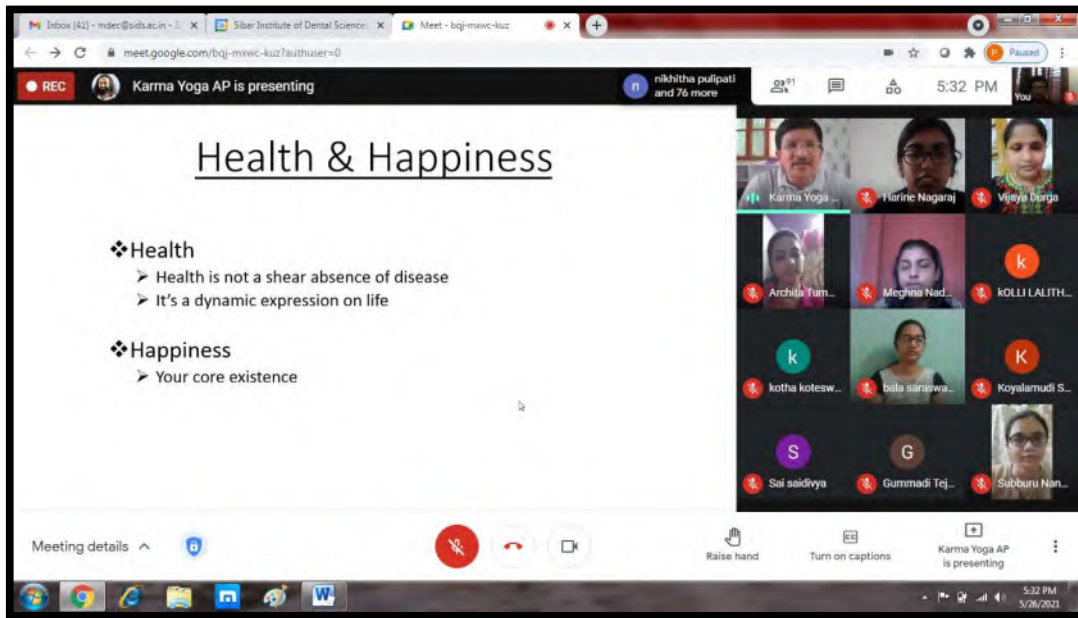 Inbox (41) - mdec@sids.ac.in - S
Sibar Institute of Dental Sciences
Meet - bqj-mxwc-kuz
meet.google.com/bqj-mxwc-kuz?authuser=0
P Paused
REC
Karma Yoga AP is presenting
n
nikhitha pulipati
and 76 more
91
5:32 PM
You
Health & Happiness
Health
Health is not a shear absence of disease
It's a dynamic expression on life
Happiness
Your core existence
Karma Yoga ...
Harine Nagaraj
Vijaya Durga
Archita Tum...
Meghna Nad...
k
kOLLI LALITH...
k
kotha kotesw...
bala saraswa...
K
Koyalamudi S...
S
Sai saidivya
G
Gummadi Tej...
Subburu Nan...
Meeting details
Raise hand
Turn on captions
Karma Yoga AP
is presenting
5:32 PM
5/26/2021